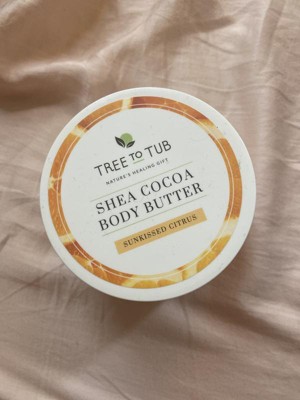 TREE TO TUB
NATURE'S HEALING GIFT
SHEA COCOA
BODY BUTTER
SUNKISSED CITRUS